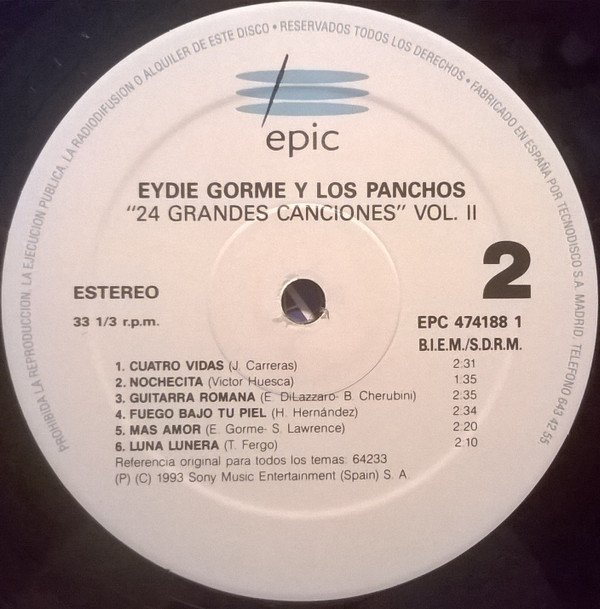 PROHIBIDA LA REPRODUCCION. LA EJECUCION PUBLICA. LA RADIODIFUSION O ALQUILER DE ESTE DISCO • RESERVADOS TODOS LOS DERECHOS • FABRICADO EN ESPAÑA POR TECNODISCO S.A. MADRID. TELEFONO 643 42 55
epic
EYDIE GORME Y LOS PANCHOS
"24 GRANDES CANCIONES" VOL. II
2
ESTEREO
33 1/3 r.p.m.
EPC 474188 1
B.I.E.M./S.D.R.M.
1. CUATRO VIDAS (J. Carreras) 2:31
2. NOCHECITA (Victor Huesca) 1:35
3. GUITARRA ROMANA (E. DiLazzaro- B. Cherubini) 2:35
4. FUEGO BAJO TU PIEL (H. Hernández) 2:34
5. MAS AMOR (E. Gorme- S. Lawrence) 2:20
6. LUNA LUNERA (T. Fergo) 2:10
Referencia original para todos los temas: 64233
(P) (C) 1993 Sony Music Entertainment (Spain) S. A.